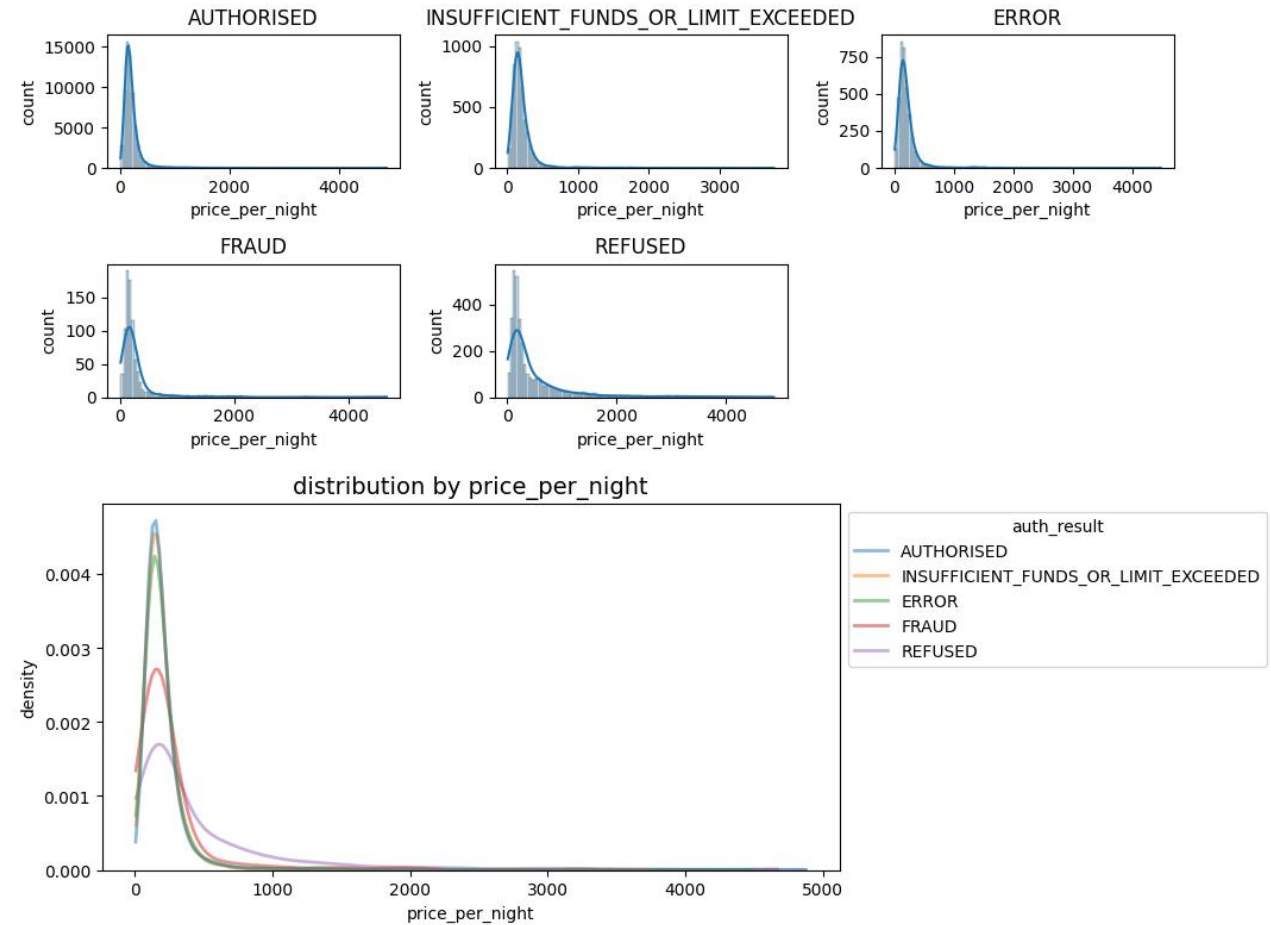 AUTHORISED
15000
10000
5000
0
count
0 2000 4000
price_per_night
INSUFFICIENT_FUNDS_OR_LIMIT_EXCEEDED
1000
500
0
count
0 1000 2000 3000
price_per_night
ERROR
750
500
250
0
count
0 1000 2000 3000 4000
price_per_night
FRAUD
150
100
50
0
count
0 2000 4000
price_per_night
REFUSED
400
200
0
count
0 2000 4000
price_per_night
distribution by price_per_night
0.004
0.003
0.002
0.001
0.000
density
0 1000 2000 3000 4000 5000
price_per_night
auth_result
AUTHORISED
INSUFFICIENT_FUNDS_OR_LIMIT_EXCEEDED
ERROR
FRAUD
REFUSED